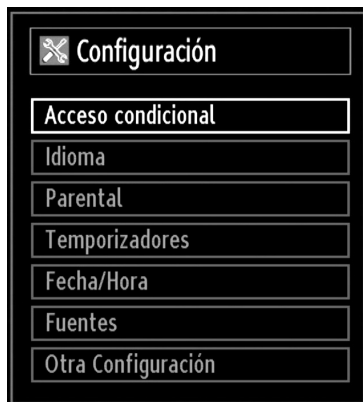 Configuración
Acceso condicional
Idioma
Parental
Temporizadores
Fecha/Hora
Fuentes
Otra Configuración